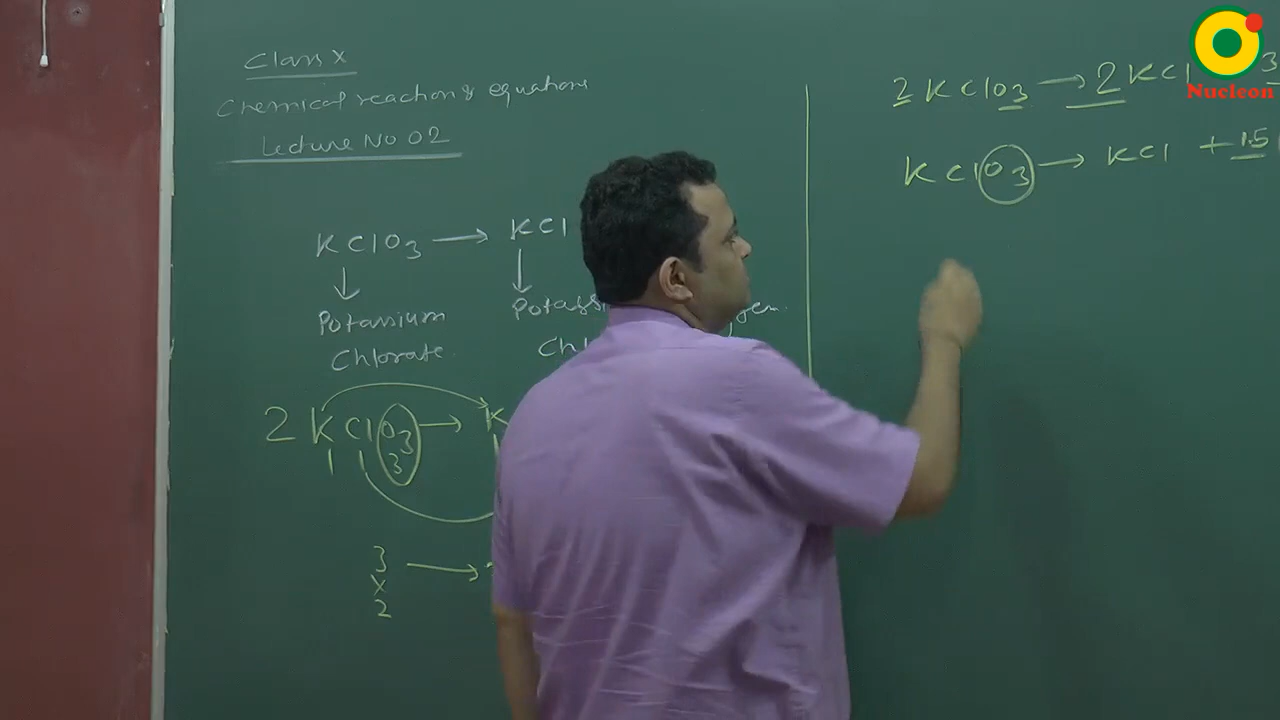 Class X
Chemical reactions & equations
Lecture No 02
KClO3 → KCl
↓ ↓
Potassium
Chlorate
2 KClO3 → K
1 1 3
3 →
X
2
2 KClO3 → 2 KCl 3
KClO3 → KCl + 1.5
Nucleon